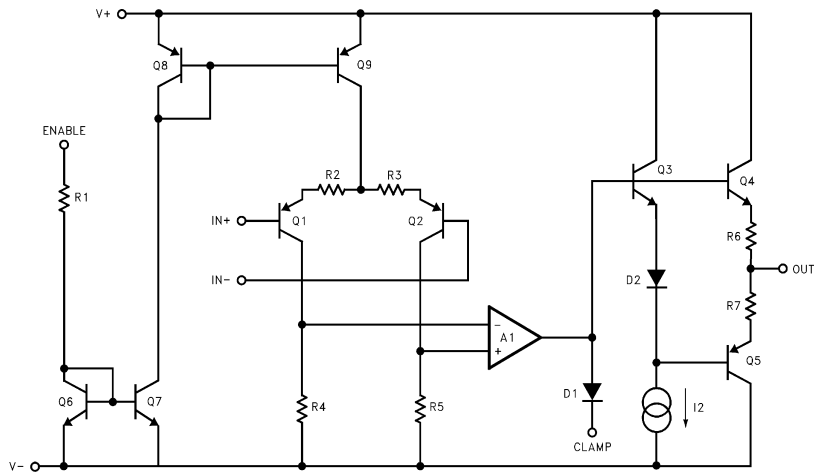 V+
Q8
Q9
ENABLE
R1
R2
R3
Q3
Q4
IN+
Q1
Q2
R6
IN-
OUT
D2
R7
-
A1
+
Q5
D1
I2
Q6
Q7
R4
R5
CLAMP
V-